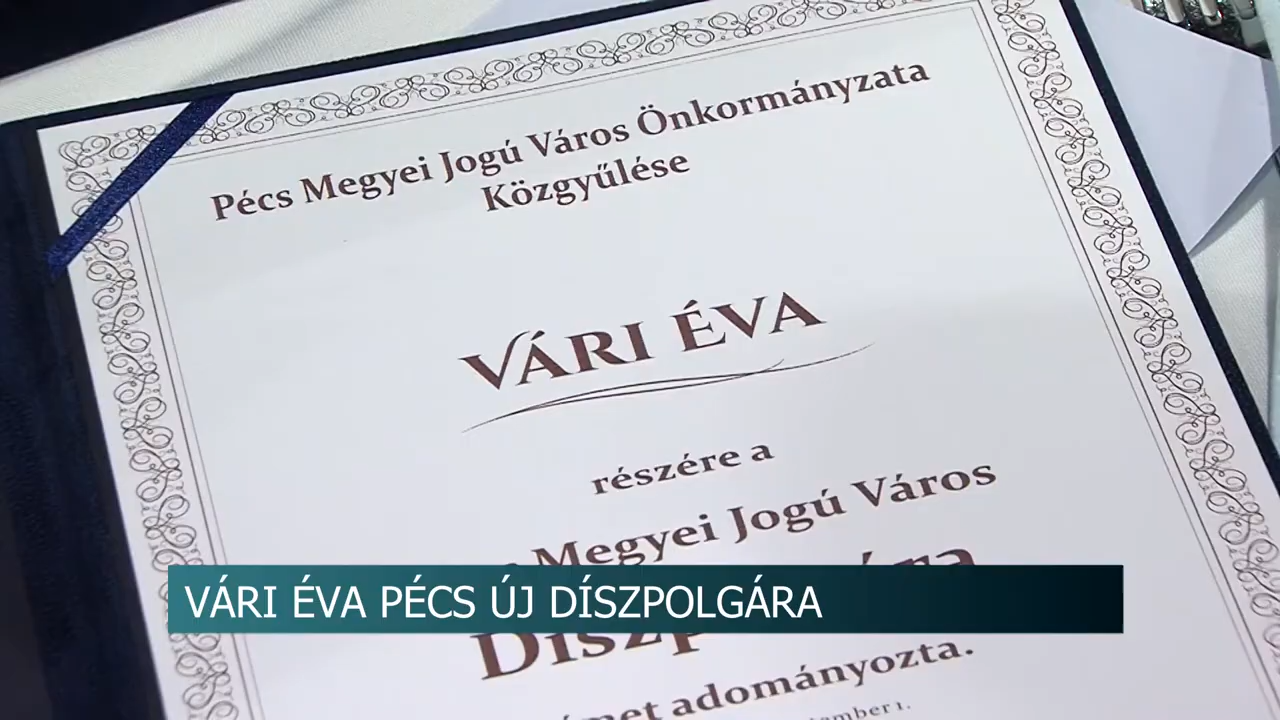 Pécs Megyei Jogú Város Önkormányzata
Közgyűlése
VÁRI ÉVA
részére a
Megyei Jogú Város
VÁRI ÉVA PÉCS ÚJ DÍSZPOLGÁRA
adományozta.